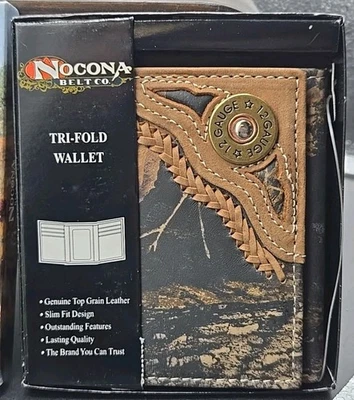 NOCONA
BELT CO.
TRI-FOLD
WALLET
• Genuine Top Grain Leather
• Slim Fit Design
• Outstanding Features
• Lasting Quality
• The Brand You Can Trust
12 GAUGE ★ 12 GAUGE ★